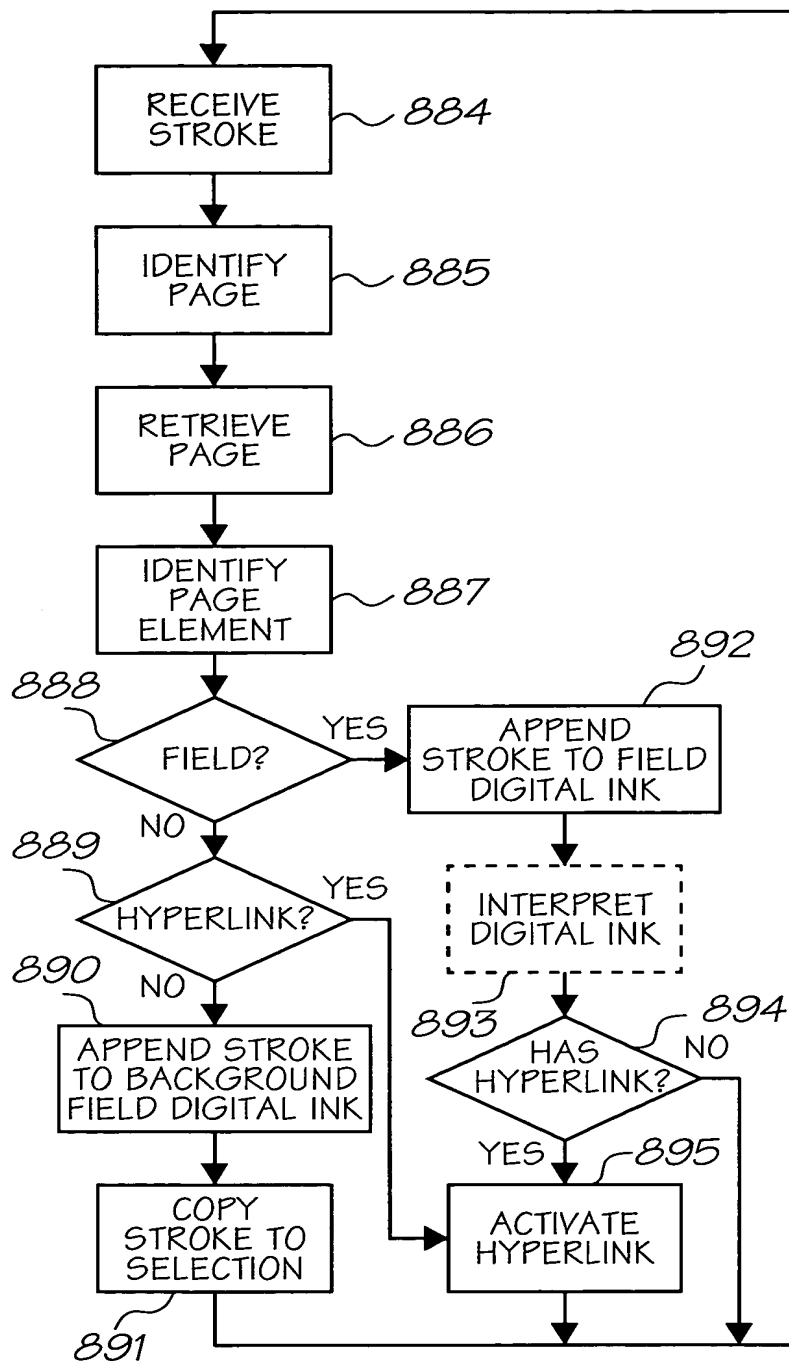 RECEIVE
STROKE
884
IDENTIFY
PAGE
885
RETRIEVE
PAGE
886
IDENTIFY
PAGE
ELEMENT
887
888
FIELD?
YES
NO
892
APPEND
STROKE TO FIELD
DIGITAL INK
889
HYPERLINK?
YES
NO
INTERPRET
DIGITAL INK
893
890
APPEND STROKE
TO BACKGROUND
FIELD DIGITAL INK
894
HAS
HYPERLINK?
NO
YES
895
COPY
STROKE TO
SELECTION
891
ACTIVATE
HYPERLINK